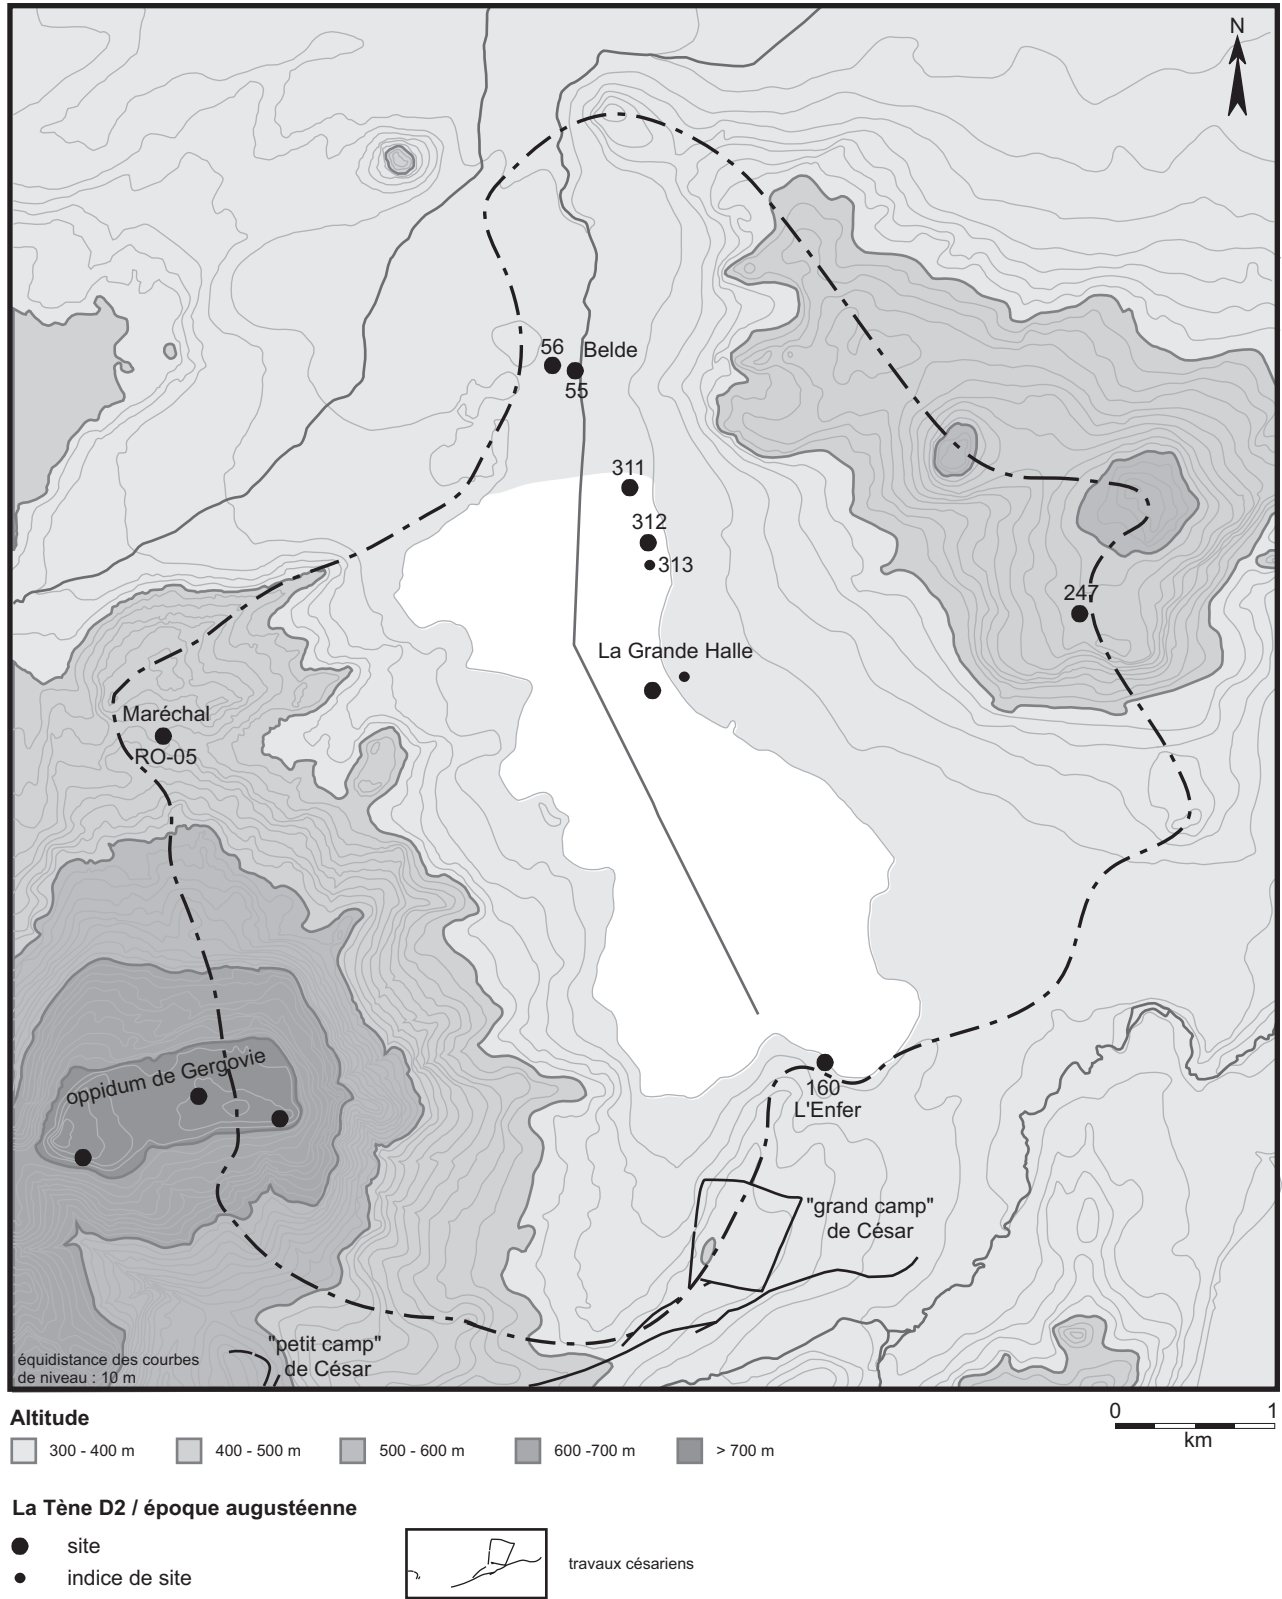 N
56
Belde
55
311
312
313
247
La Grande Halle
Maréchal
RO-05
oppidum de Gergovie
160
L'Enfer
"grand camp"
de César
"petit camp"
de César
équidistance des courbes
de niveau : 10 m
Altitude
300 - 400 m
400 - 500 m
500 - 600 m
600 -700 m
> 700 m
0 1
km
La Tène D2 / époque augustéenne
site
indice de site
travaux césariens